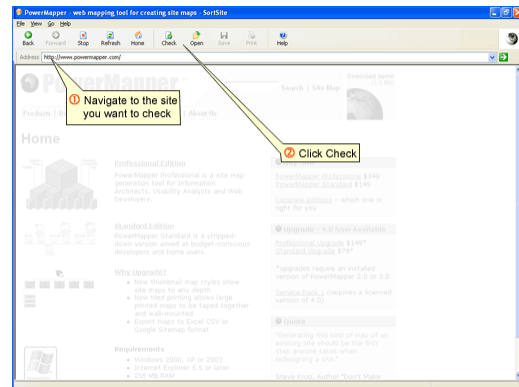 PowerMapper - web mapping tool for creating site maps - SortSite
File View Go Help
Back Forward Stop Refresh Home Check Open Save Print Help
Address http://www.powermapper.com/
PowerMapper
Download demo
Search | Site Map
① Navigate to the site
you want to check
Products |
| About Us
② Click Check
Home
Professional Edition
PowerMapper Professional is a site map
generation tool for Information
Architects, Usability Analysts and Web
Developers.
Standard Edition
PowerMapper Standard is a stripped-
down version aimed at budget-conscious
developers and home users.
Why Upgrade?
New thumbnail map styles show
site maps to any depth
New tiled printing allows large
printed maps to be taped together
and wall-mounted
Export maps to Excel CSV or
Google Sitemap format
Requirements
Windows 2000, XP or 2003
Internet Explorer 5.5 or later
256 MB RAM
PowerMapper Professional $349
PowerMapper Standard $149
Compare editions - which one is
right for you
Upgrade - 4.0 Now Available
Professional Upgrade $149*
Standard Upgrade $79*
*upgrades require an installed
version of PowerMapper 2.0 or 3.0
Service Pack 1 (requires a licensed
version of 4.0)
Quote
"Generating this kind of map of an
existing site should be the first
step anyone takes when
redesigning a site."
Steve Krug, Author "Don't Make